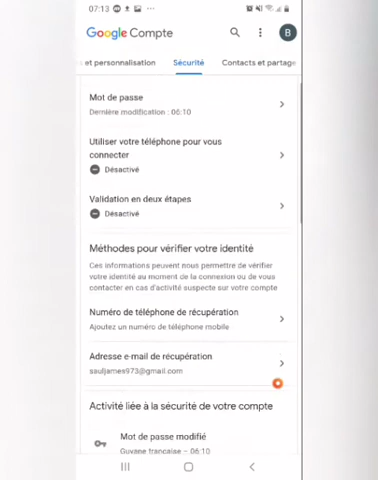 07:13
Google Compte
B
s et personnalisation Sécurité Contacts et partage
Mot de passe
Dernière modification : 06:10
Utiliser votre téléphone pour vous
connecter
Désactivé
Validation en deux étapes
Désactivé
Méthodes pour vérifier votre identité
Ces informations peuvent nous permettre de vérifier
votre identité au moment de la connexion ou de vous
contacter en cas d'activité suspecte sur votre compte
Numéro de téléphone de récupération
Ajoutez un numéro de téléphone mobile
Adresse e-mail de récupération
sauljames973@gmail.com
Activité liée à la sécurité de votre compte
Mot de passe modifié
Guyane française – 06:10